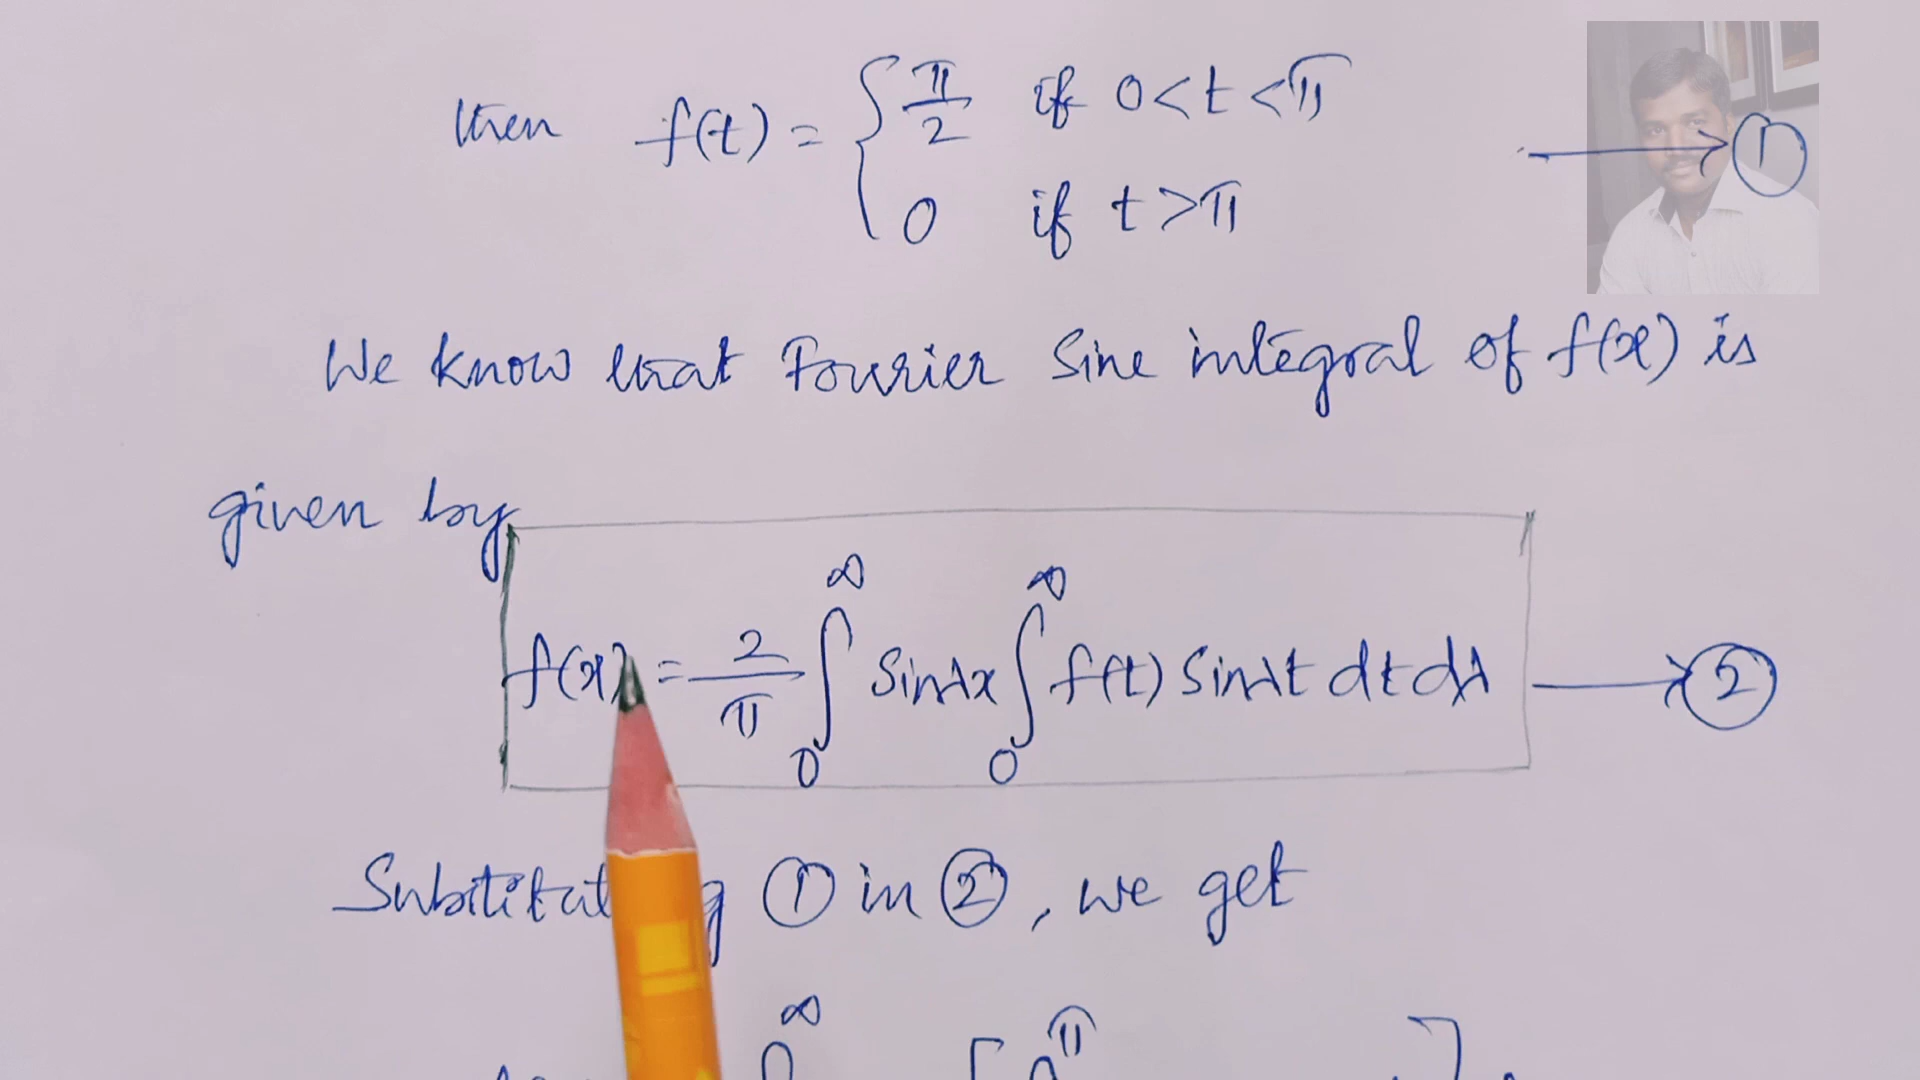 then f(t) = { π/2 if 0<t<π → ①
0 if t>π
We know that Fourier Sine integral of f(x) is
given by
f(x) = 2/π ∫₀^∞ Sinλx ∫₀^∞ f(t) Sinλt dt dλ → ②
① in ②, we get
∞ [ π ]